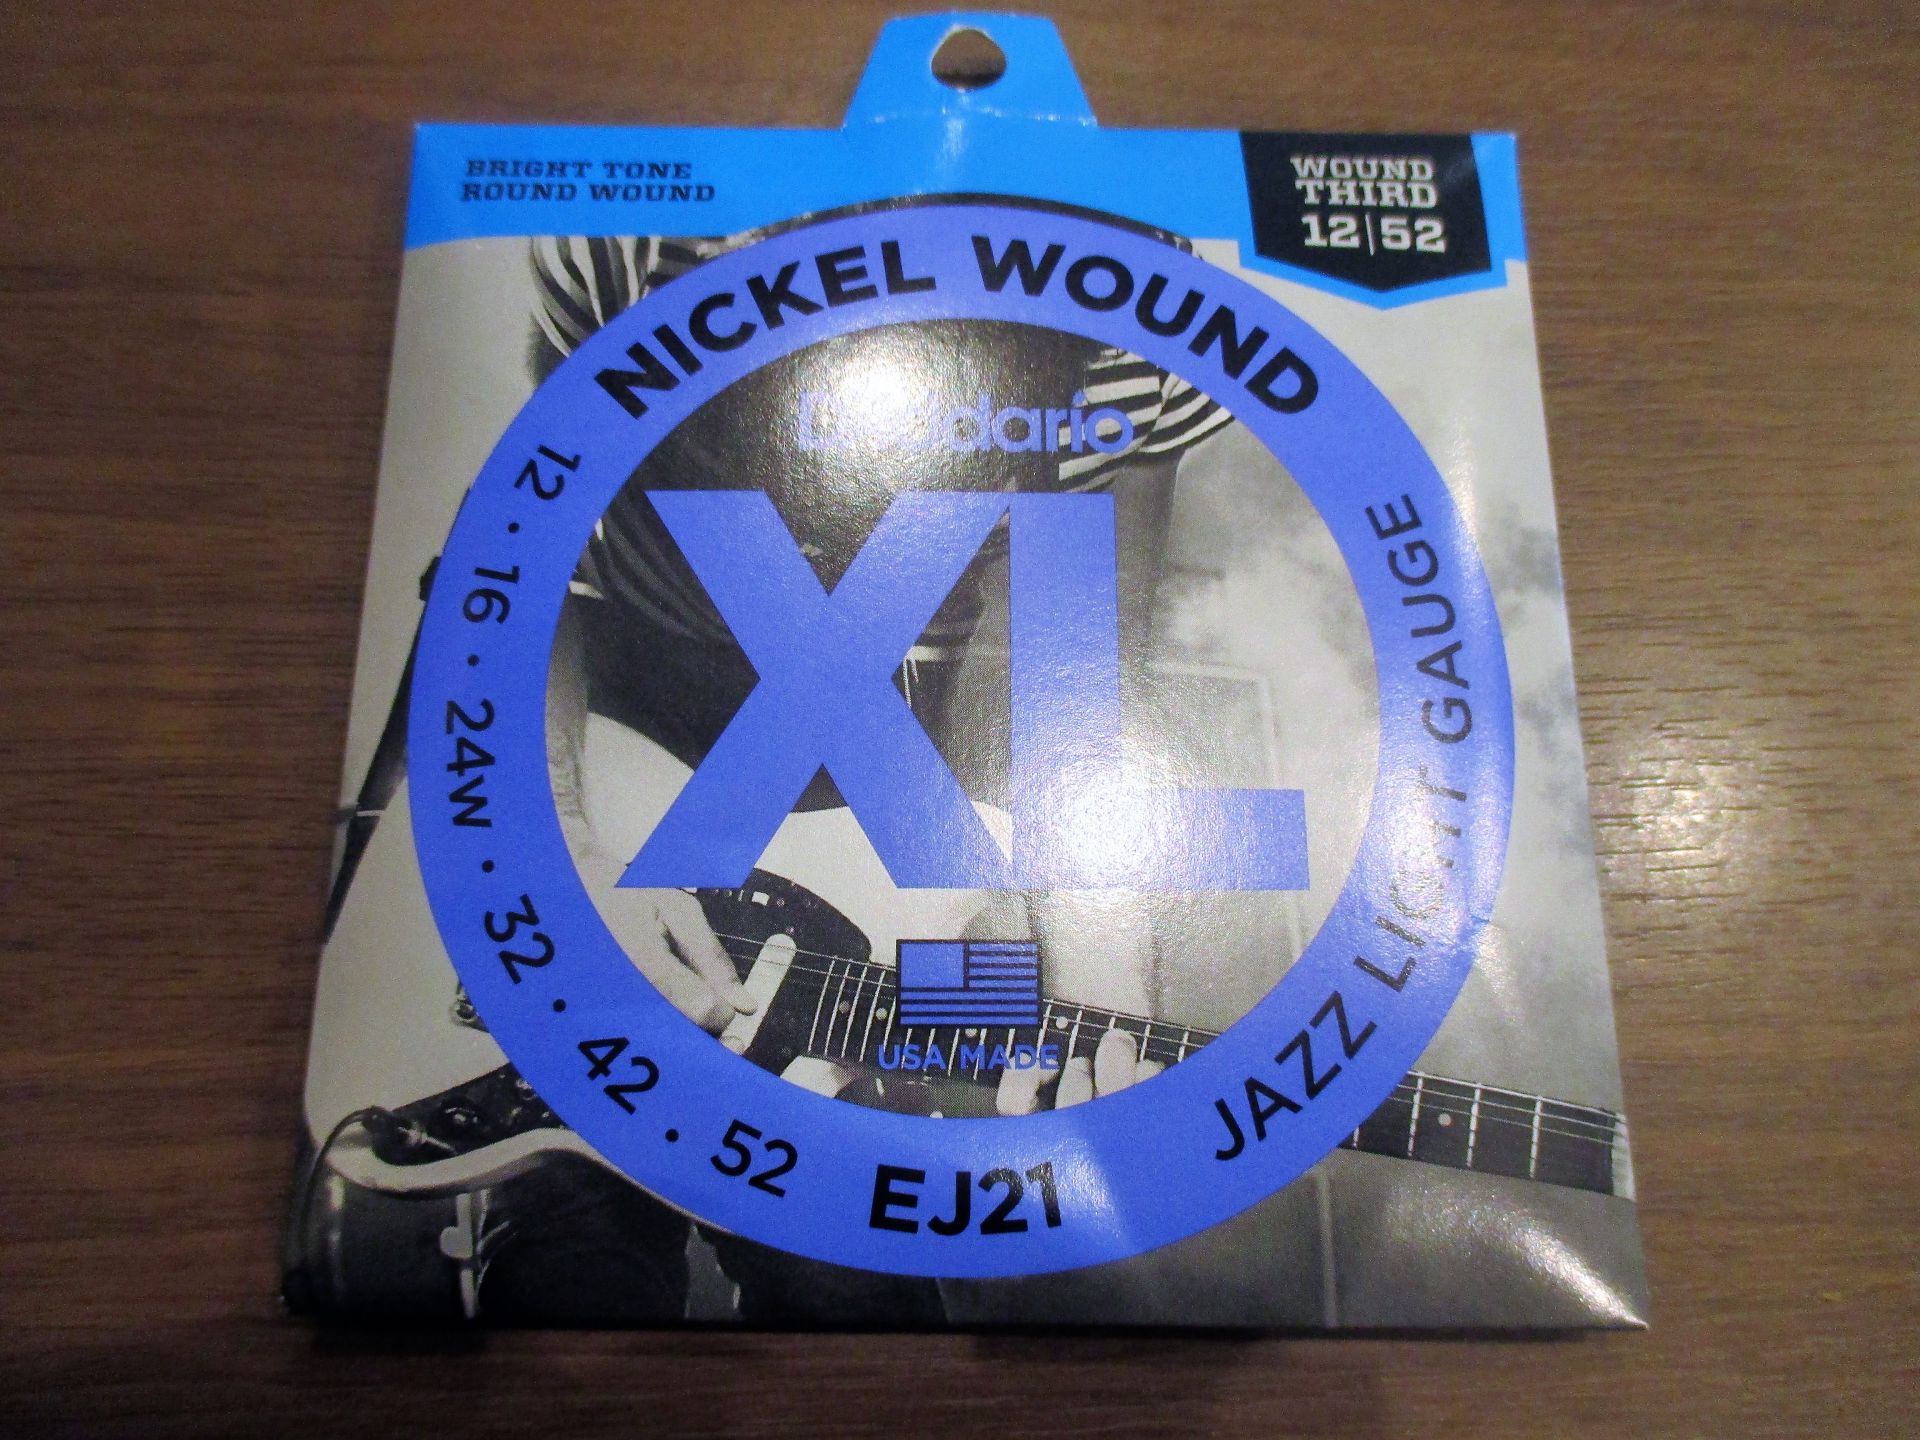 BRIGHT TONE
ROUND WOUND
WOUND
THIRD
12|52
NICKEL WOUND
D'Addario
XL
USA MADE
12 • 16 • 24W • 32 • 42 • 52
EJ21
JAZZ LIGHT GAUGE